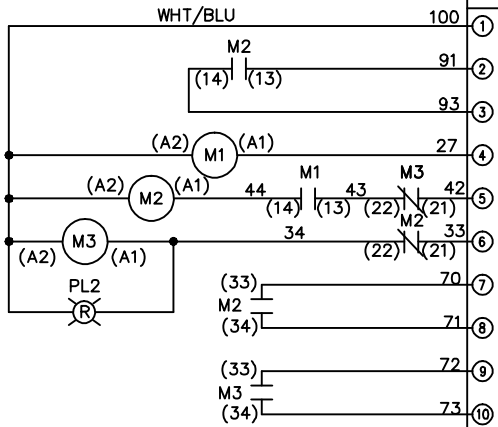 WHT/BLU 100 1
M2 91 2
(14) (13)
93 3
(A2) M1 (A1) 27 4
M1 M3
(A2) M2 (A1) 44 43 42 5
(14) (13) (22) (21)
M2
M3 34 33 6
(A2) (A1) (22) (21)
(33) 70 7
PL2
M2
R (34) 71 8
(33) 72 9
M3
(34) 73 10